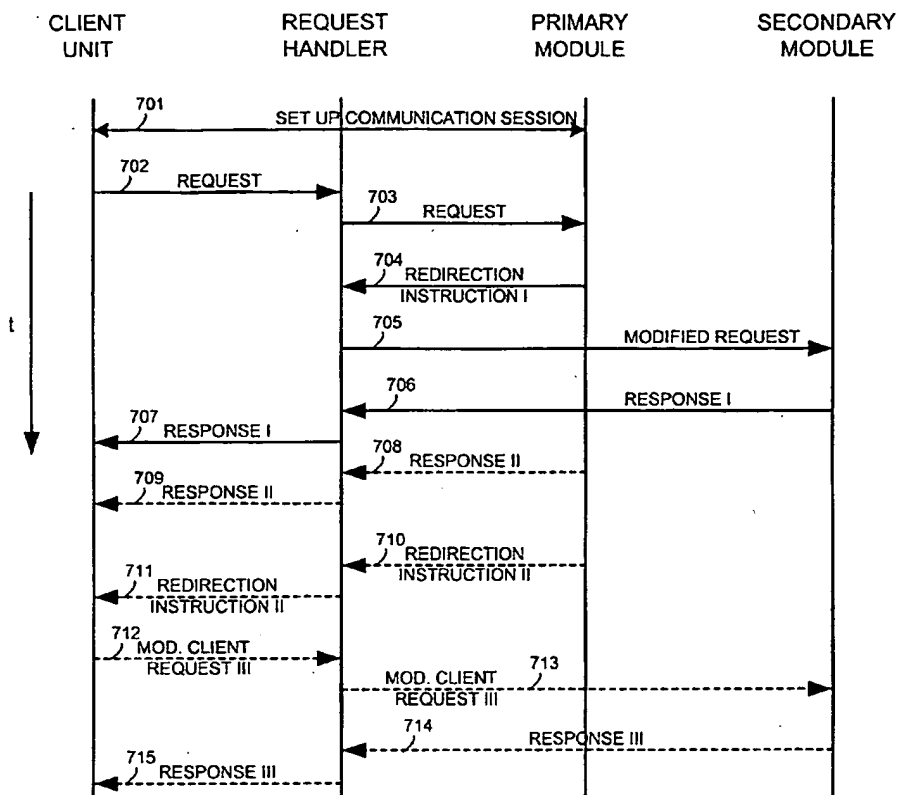 CLIENT UNIT
REQUEST HANDLER
PRIMARY MODULE
SECONDARY MODULE
701
SET UP COMMUNICATION SESSION
702
REQUEST
703
REQUEST
704
REDIRECTION
INSTRUCTION I
t
705
MODIFIED REQUEST
706
RESPONSE I
707
RESPONSE I
708
RESPONSE II
709
RESPONSE II
710
REDIRECTION
INSTRUCTION II
711
REDIRECTION
INSTRUCTION II
712
MOD. CLIENT
REQUEST III
713
MOD. CLIENT
REQUEST III
714
RESPONSE III
715
RESPONSE III